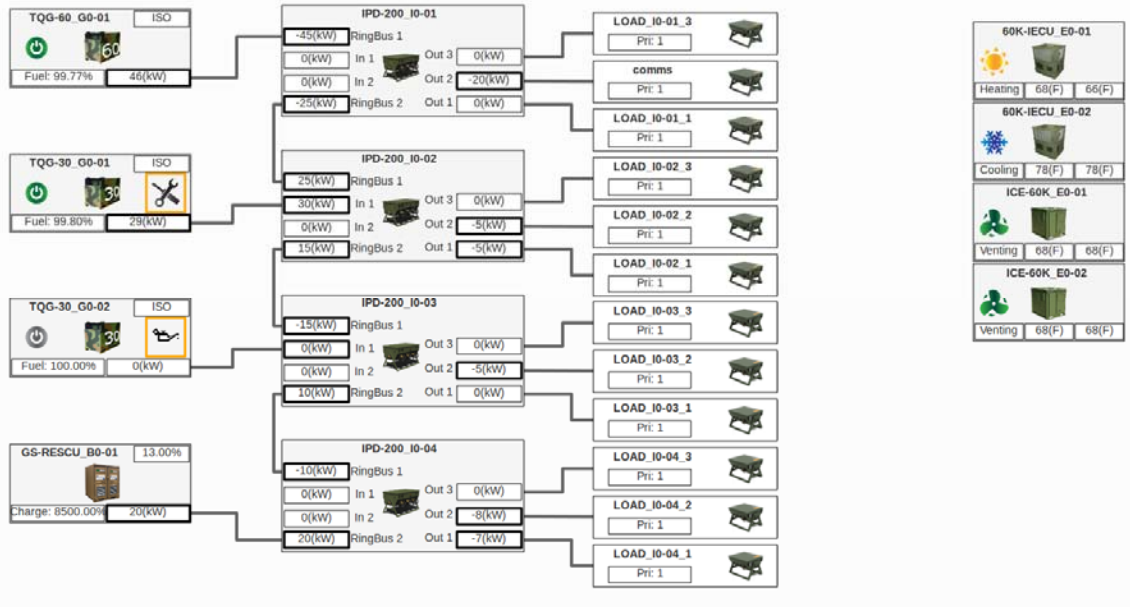 TQG-60_G0-01 ISO
60
Fuel: 99.77% 46(kW)
TQG-30_G0-01 ISO
30
Fuel: 99.80% 29(kW)
TQG-30_G0-02 ISO
30
Fuel: 100.00% 0(kW)
GS-RESCU_B0-01 13.00%
Charge: 8500.00% 20(kW)
IPD-200_I0-01
-45(kW) RingBus 1
0(kW) In 1 Out 3 0(kW)
0(kW) In 2 Out 2 -20(kW)
-25(kW) RingBus 2 Out 1 0(kW)
IPD-200_I0-02
25(kW) RingBus 1
30(kW) In 1 Out 3 0(kW)
0(kW) In 2 Out 2 -5(kW)
15(kW) RingBus 2 Out 1 -5(kW)
IPD-200_I0-03
-15(kW) RingBus 1
0(kW) In 1 Out 3 0(kW)
0(kW) In 2 Out 2 -5(kW)
10(kW) RingBus 2 Out 1 0(kW)
IPD-200_I0-04
-10(kW) RingBus 1
0(kW) In 1 Out 3 0(kW)
0(kW) In 2 Out 2 -8(kW)
20(kW) RingBus 2 Out 1 -7(kW)
LOAD_I0-01_3
Pri: 1
comms
Pri: 1
LOAD_I0-01_1
Pri: 1
LOAD_I0-02_3
Pri: 1
LOAD_I0-02_2
Pri: 1
LOAD_I0-02_1
Pri: 1
LOAD_I0-03_3
Pri: 1
LOAD_I0-03_2
Pri: 1
LOAD_I0-03_1
Pri: 1
LOAD_I0-04_3
Pri: 1
LOAD_I0-04_2
Pri: 1
LOAD_I0-04_1
Pri: 1
60K-IECU_E0-01
Heating 68(F) 66(F)
60K-IECU_E0-02
Cooling 78(F) 78(F)
ICE-60K_E0-01
Venting 68(F) 68(F)
ICE-60K_E0-02
Venting 68(F) 68(F)